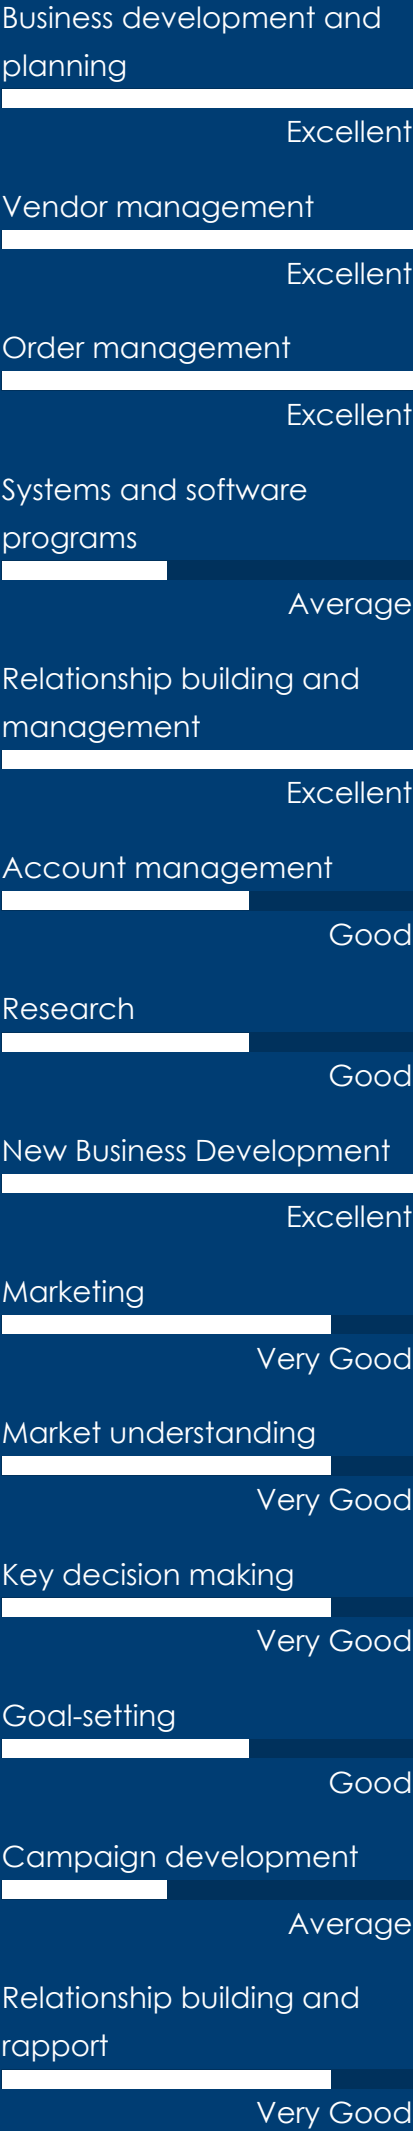 Business development and
planning
Excellent
Vendor management
Excellent
Order management
Excellent
Systems and software
programs
Average
Relationship building and
management
Excellent
Account management
Good
Research
Good
New Business Development
Excellent
Marketing
Very Good
Market understanding
Very Good
Key decision making
Very Good
Goal-setting
Good
Campaign development
Average
Relationship building and
rapport
Very Good